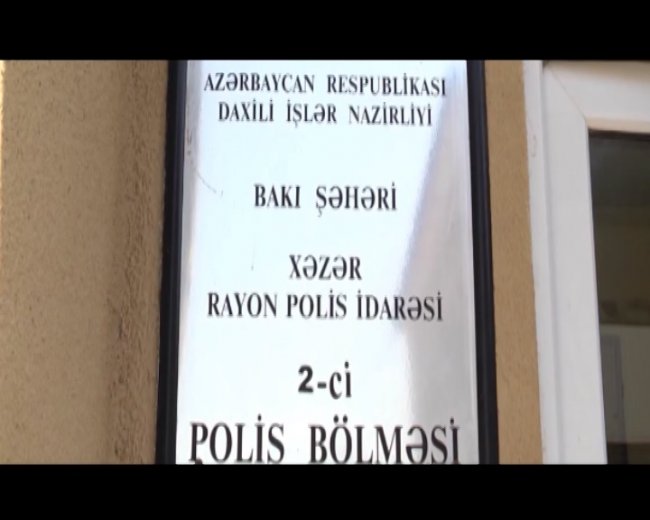 AZƏRBAYCAN RESPUBLİKASI
DAXİLİ İŞLƏR NAZİRLİYİ
BAKI ŞƏHƏRİ
XƏZƏR
RAYON POLİS İDARƏSİ
2-ci
POLİS BÖLMƏSİ